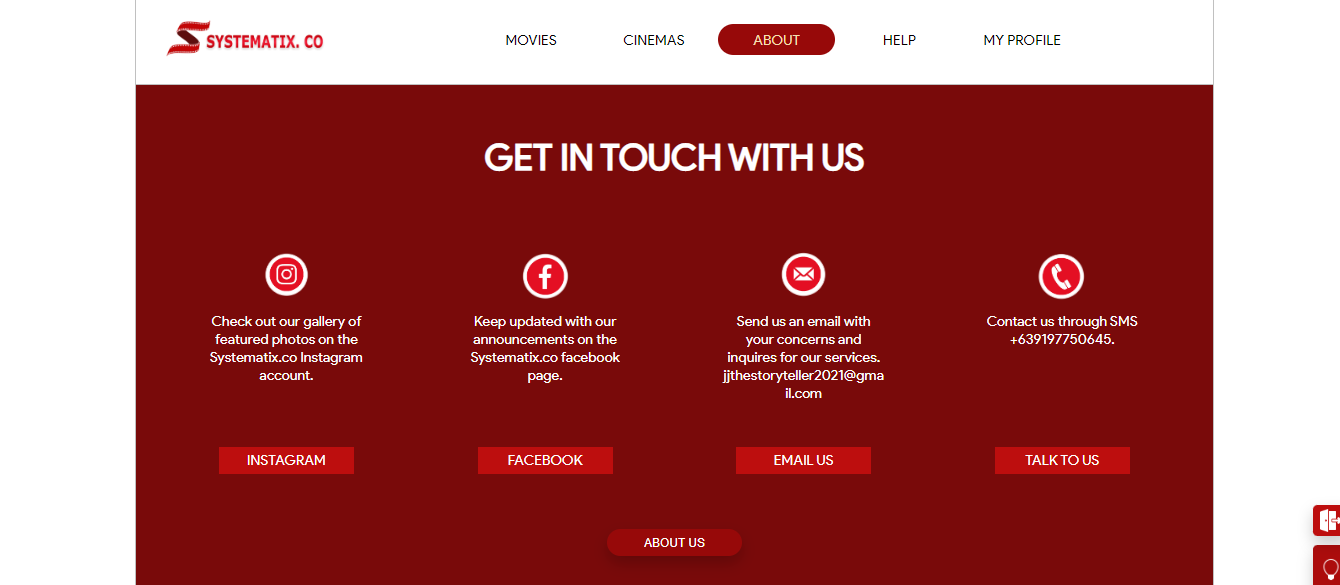 SYSTEMATIX. CO
MOVIES
CINEMAS
ABOUT
HELP
MY PROFILE
GET IN TOUCH WITH US
Check out our gallery of
featured photos on the
Systematix.co Instagram
account.
INSTAGRAM
Keep updated with our
announcements on the
Systematix.co facebook
page.
FACEBOOK
Send us an email with
your concerns and
inquires for our services.
jjthestoryteller2021@gma
il.com
EMAIL US
Contact us through SMS
+639197750645.
TALK TO US
ABOUT US